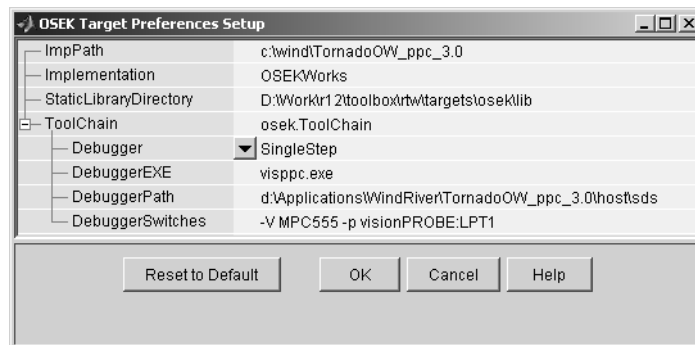 OSEK Target Preferences Setup
ImpPath c:\wind\TornadoOW_ppc_3.0
Implementation OSEKWorks
StaticLibraryDirectory D:\Work\r12\toolbox\rtw\targets\osek\lib
ToolChain osek.ToolChain
Debugger SingleStep
DebuggerEXE visppc.exe
DebuggerPath d:\Applications\WindRiver\TornadoOW_ppc_3.0\host\sds
DebuggerSwitches -V MPC555 -p visionPROBE:LPT1
Reset to Default OK Cancel Help